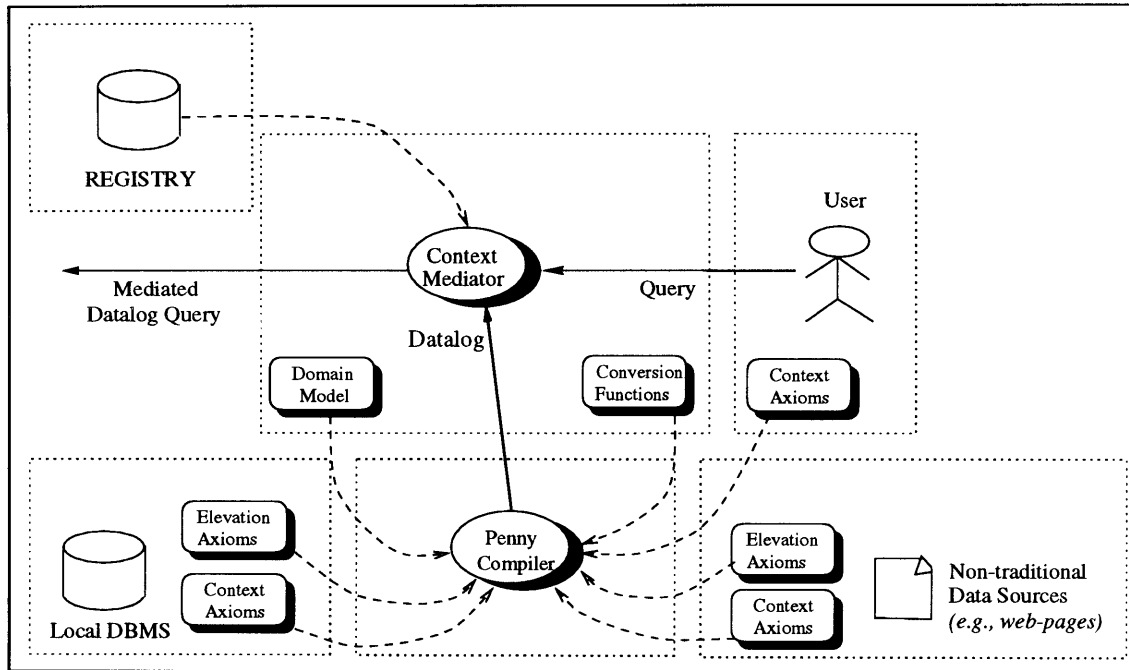 REGISTRY
User
Context
Mediator
Mediated
Datalog Query
Query
Datalog
Domain
Model
Conversion
Functions
Context
Axioms
Elevation
Axioms
Context
Axioms
Local DBMS
Penny
Compiler
Elevation
Axioms
Context
Axioms
Non-traditional
Data Sources
(e.g., web-pages)